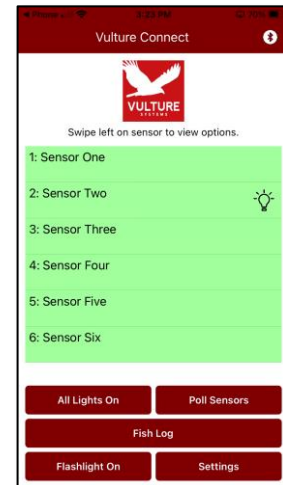 Vulture Connect
VULTURE
SYSTEMS
Swipe left on sensor to view options.
1: Sensor One
2: Sensor Two
3: Sensor Three
4: Sensor Four
5: Sensor Five
6: Sensor Six
All Lights On Poll Sensors
Fish Log
Flashlight On Settings